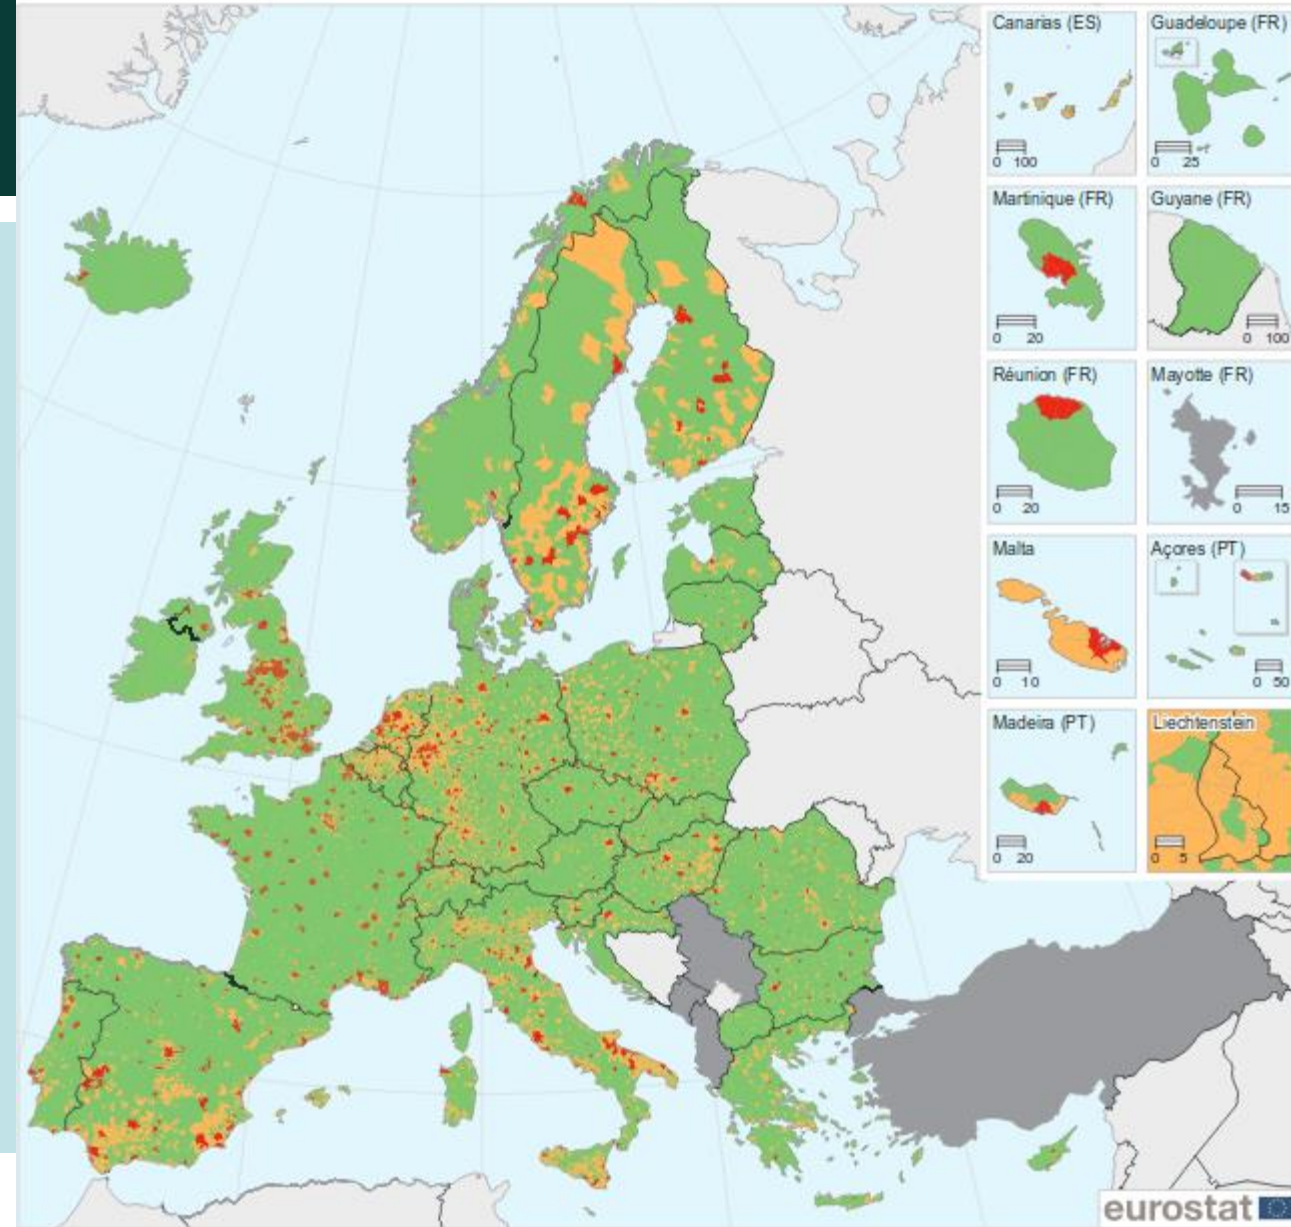 Canarias (ES)
0 100
Guadeloupe (FR)
0 25
Martinique (FR)
0 20
Guyane (FR)
0 100
Réunion (FR)
0 20
Mayotte (FR)
0 15
Malta
0 10
Açores (PT)
0 50
Madeira (PT)
0 20
Liechtenstein
0 5
eurostat